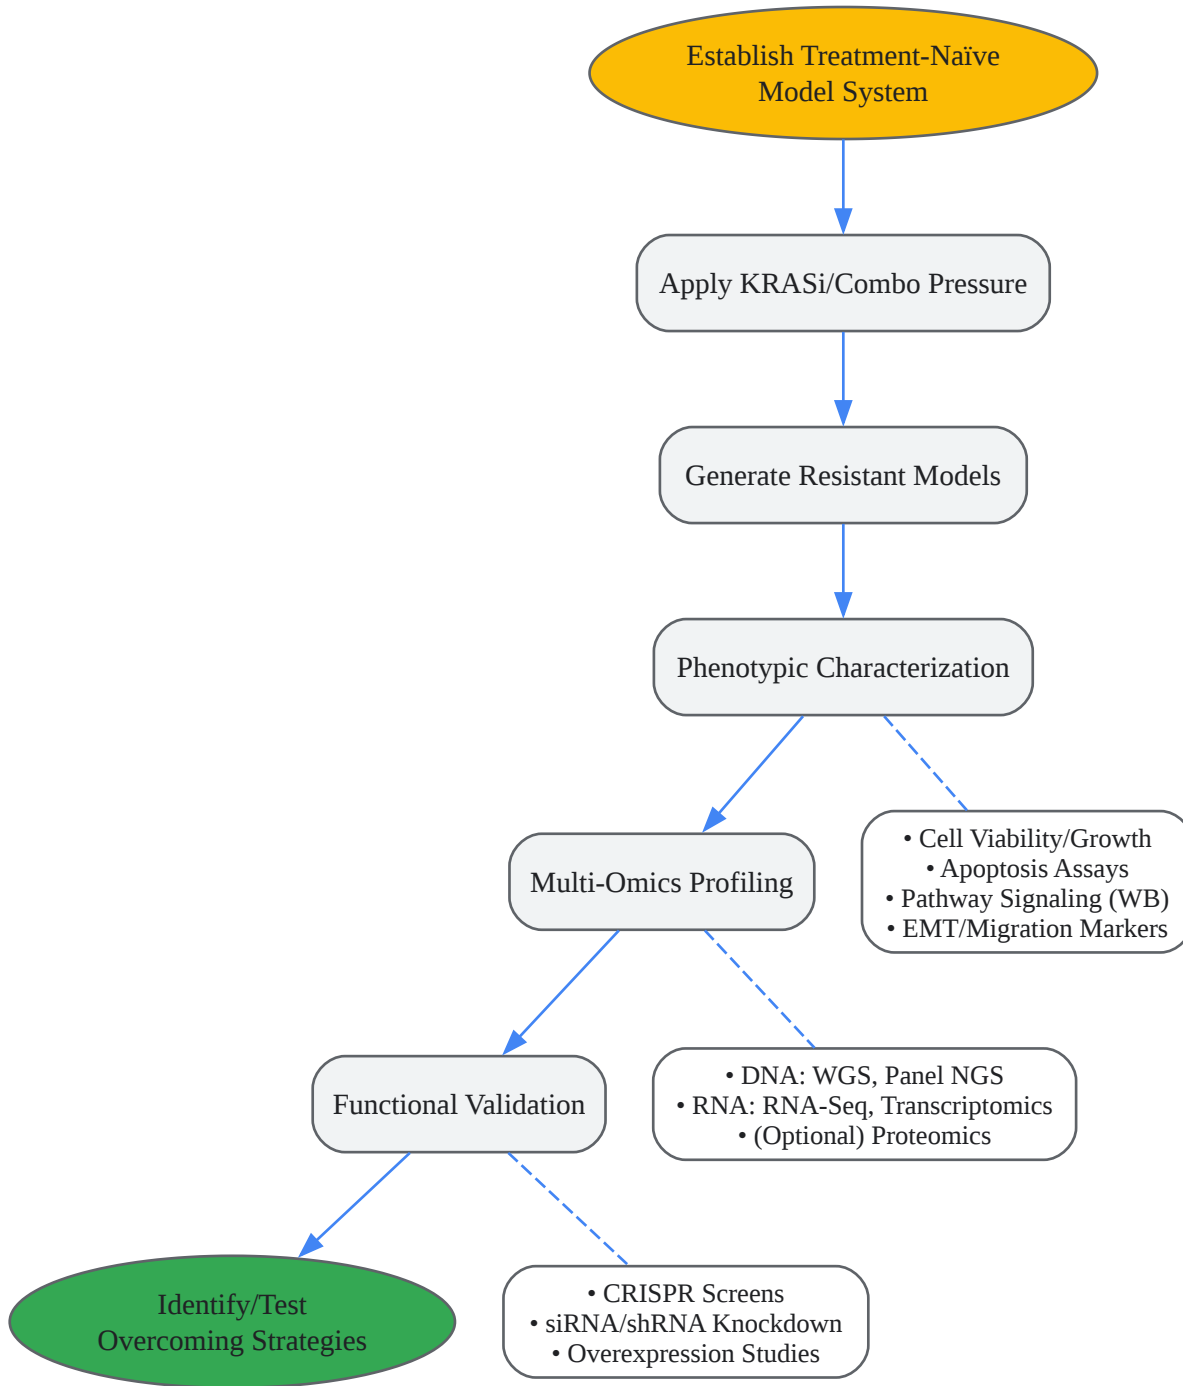 Establish Treatment-Naïve
Model System
Apply KRASi/Combo Pressure
Generate Resistant Models
Phenotypic Characterization
• Cell Viability/Growth
• Apoptosis Assays
• Pathway Signaling (WB)
• EMT/Migration Markers
Multi-Omics Profiling
• DNA: WGS, Panel NGS
• RNA: RNA-Seq, Transcriptomics
• (Optional) Proteomics
Functional Validation
• CRISPR Screens
• siRNA/shRNA Knockdown
• Overexpression Studies
Identify/Test
Overcoming Strategies